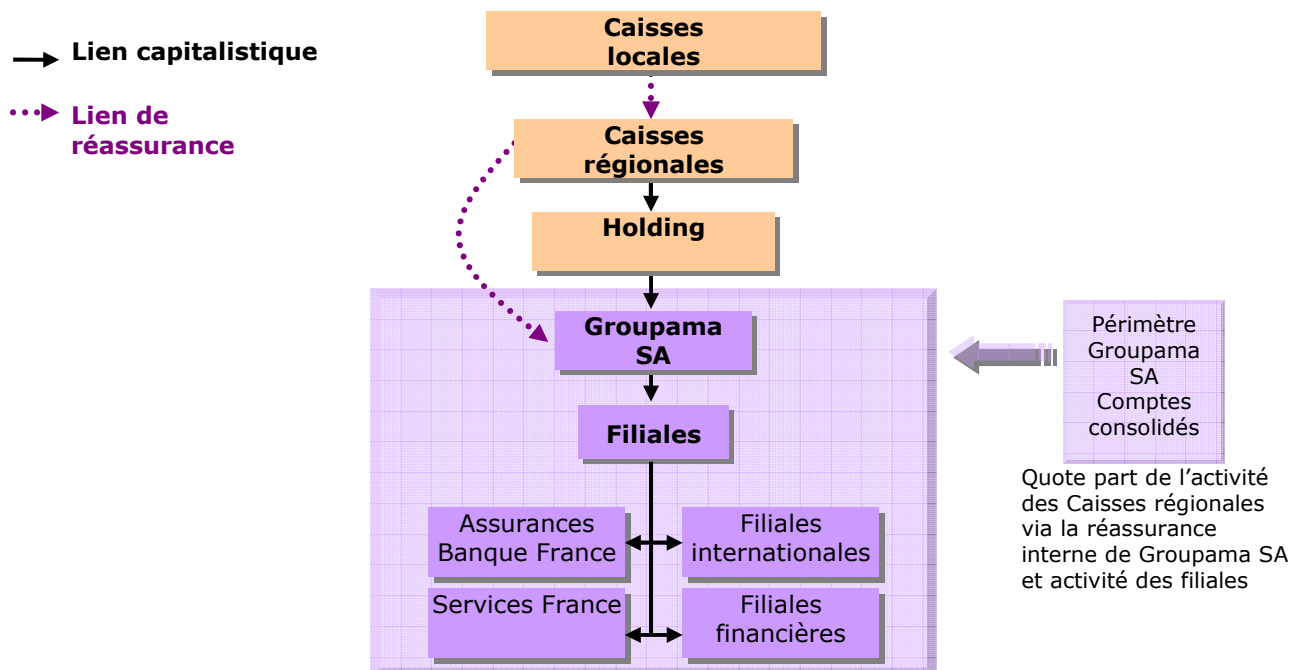 Lien capitalistique
Lien de
réassurance
Caisses
locales
Caisses
régionales
Holding
Groupama
SA
Filiales
Assurances
Banque France
Filiales
internationales
Services France
Filiales
financières
Périmètre
Groupama
SA
Comptes
consolidés
Quote part de l’activité
des Caisses régionales
via la réassurance
interne de Groupama SA
et activité des filiales